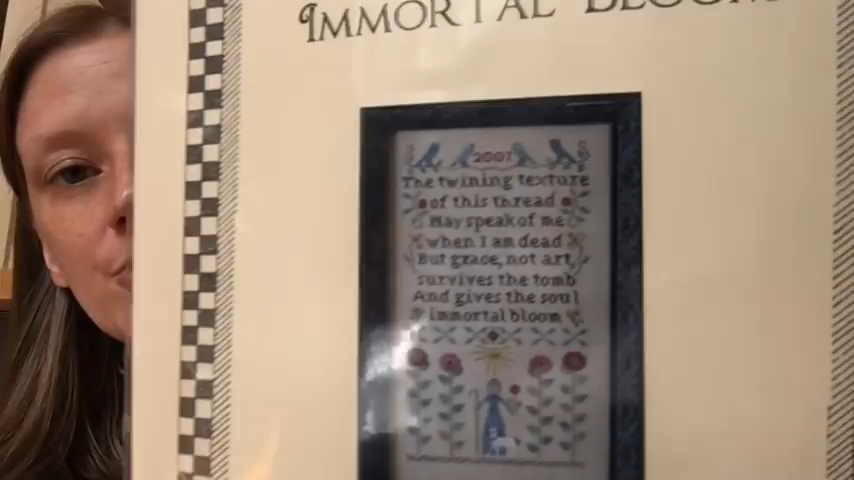 IMMORTAL BLOOM
2007
The twining texture
of this thread
May speak of me
when I am dead
But grace, not art,
survives the tomb
And gives the soul
immortal bloom